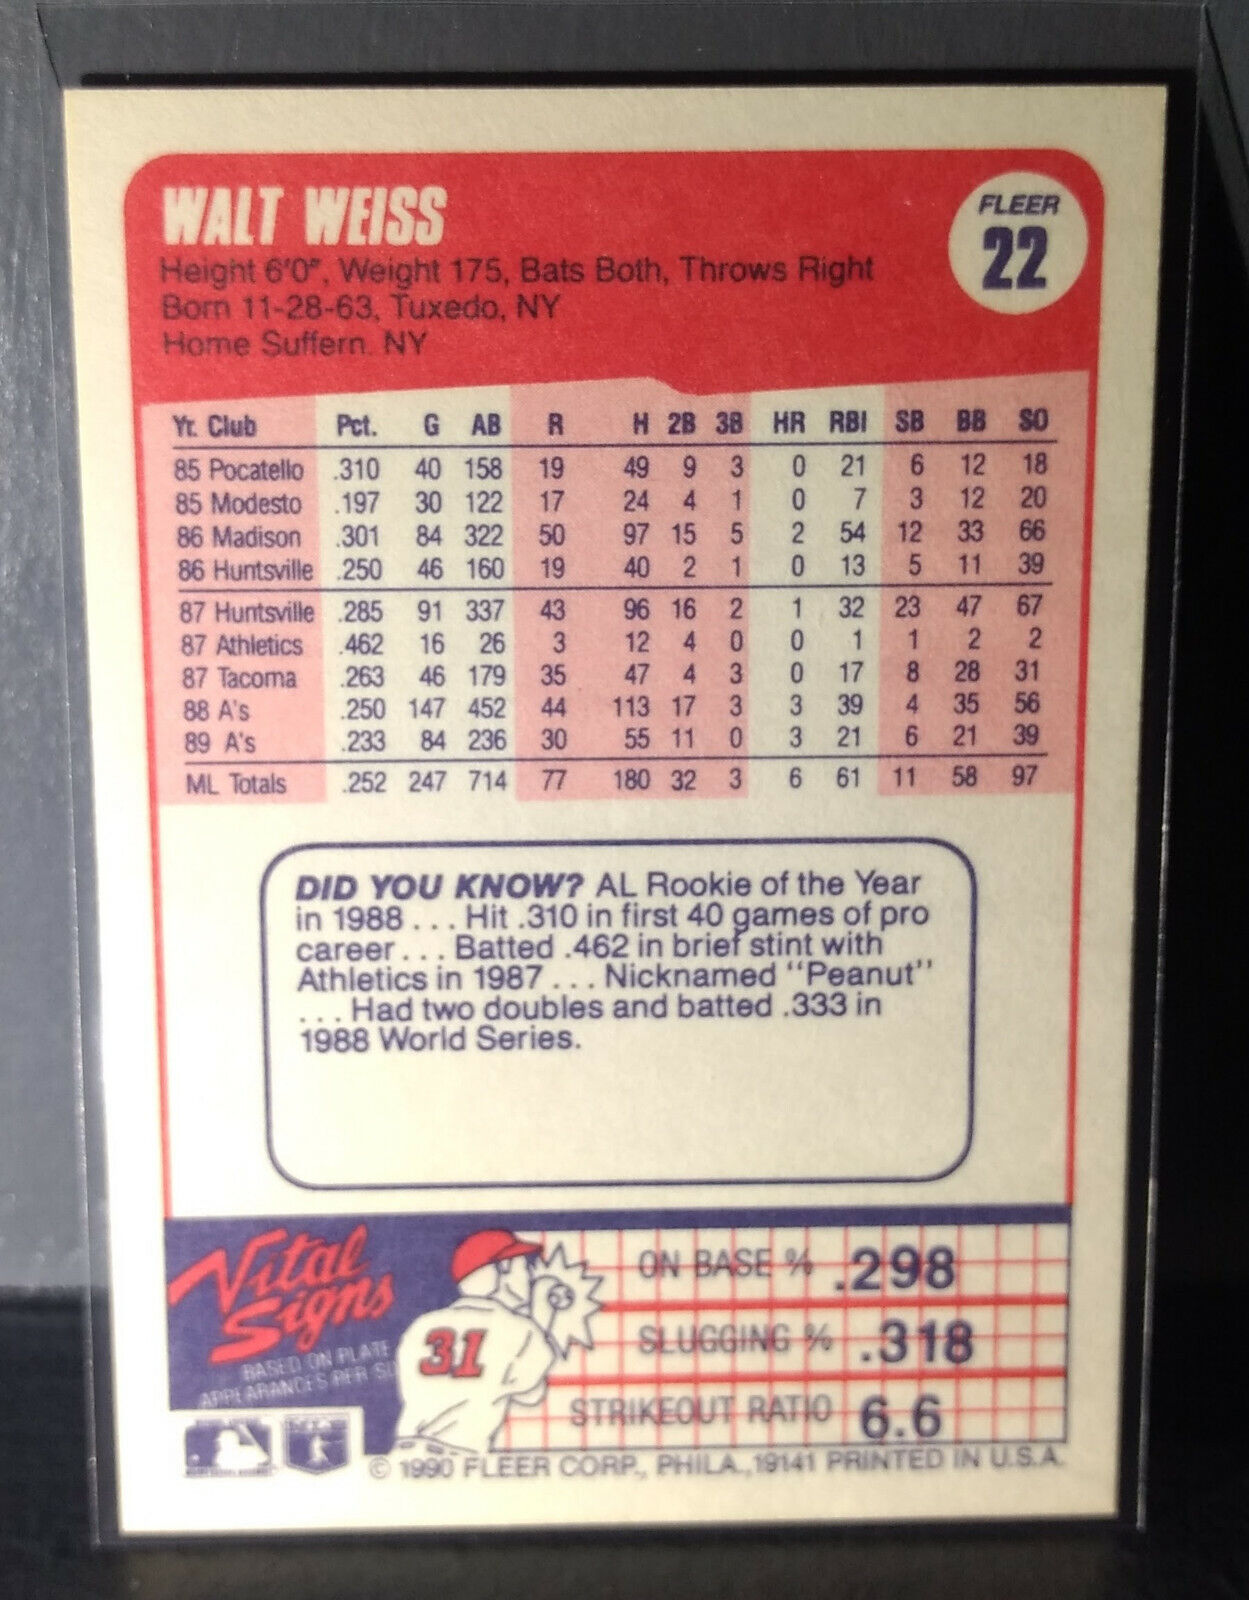 WALT WEISS
FLEER
22
Height 6'0", Weight 175, Bats Both, Throws Right
Born 11-28-63, Tuxedo, NY
Home Suffern, NY
Yr. Club Pct. G AB R H 2B 3B HR RBI SB BB SO
85 Pocatello .310 40 158 19 49 9 3 0 21 6 12 18
85 Modesto .197 30 122 17 24 4 1 0 7 3 12 20
86 Madison .301 84 322 50 97 15 5 2 54 12 33 66
86 Huntsville .250 46 160 19 40 2 1 0 13 5 11 39
87 Huntsville .285 91 337 43 96 16 2 1 32 23 47 67
87 Athletics .462 16 26 3 12 4 0 0 1 1 2 2
87 Tacoma .263 46 179 35 47 4 3 0 17 8 28 31
88 A's .250 147 452 44 113 17 3 3 39 4 35 56
89 A's .233 84 236 30 55 11 0 3 21 6 21 39
ML Totals .252 247 714 77 180 32 3 6 61 11 58 97
DID YOU KNOW? AL Rookie of the Year
in 1988 . . . Hit .310 in first 40 games of pro
career . . . Batted .462 in brief stint with
Athletics in 1987 . . . Nicknamed "Peanut"
. . . Had two doubles and batted .333 in
1988 World Series.
Vital
Signs
BASED ON PLATE
APPEARANCES PER
31
ON BASE % .298
SLUGGING % .318
STRIKEOUT RATIO 6.6
© 1990 FLEER CORP., PHILA., 19141 PRINTED IN U.S.A.